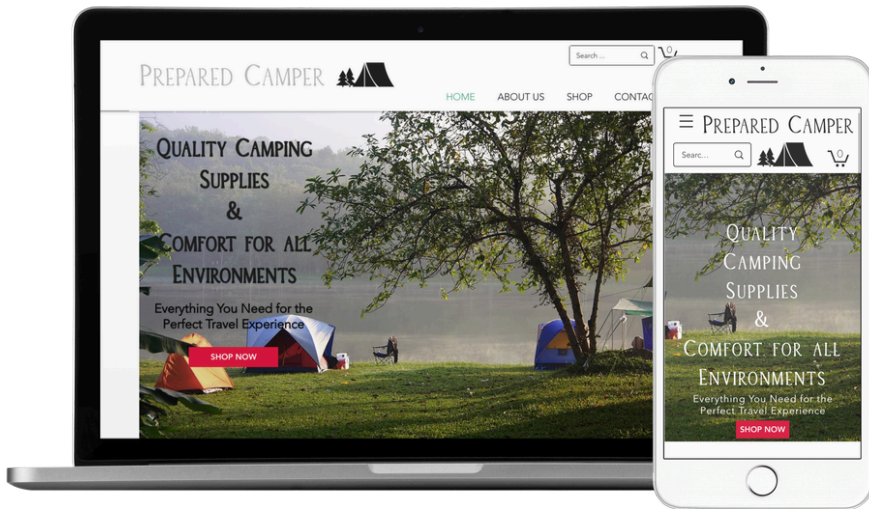 Search ...
0
PREPARED CAMPER
HOME ABOUT US SHOP CONTAC
QUALITY CAMPING
SUPPLIES
&
COMFORT FOR ALL
ENVIRONMENTS
Everything You Need for the
Perfect Travel Experience
SHOP NOW
PREPARED CAMPER
Searc...
0
QUALITY
CAMPING
SUPPLIES
&
COMFORT FOR ALL
ENVIRONMENTS
Everything You Need for the
Perfect Travel Experience
SHOP NOW